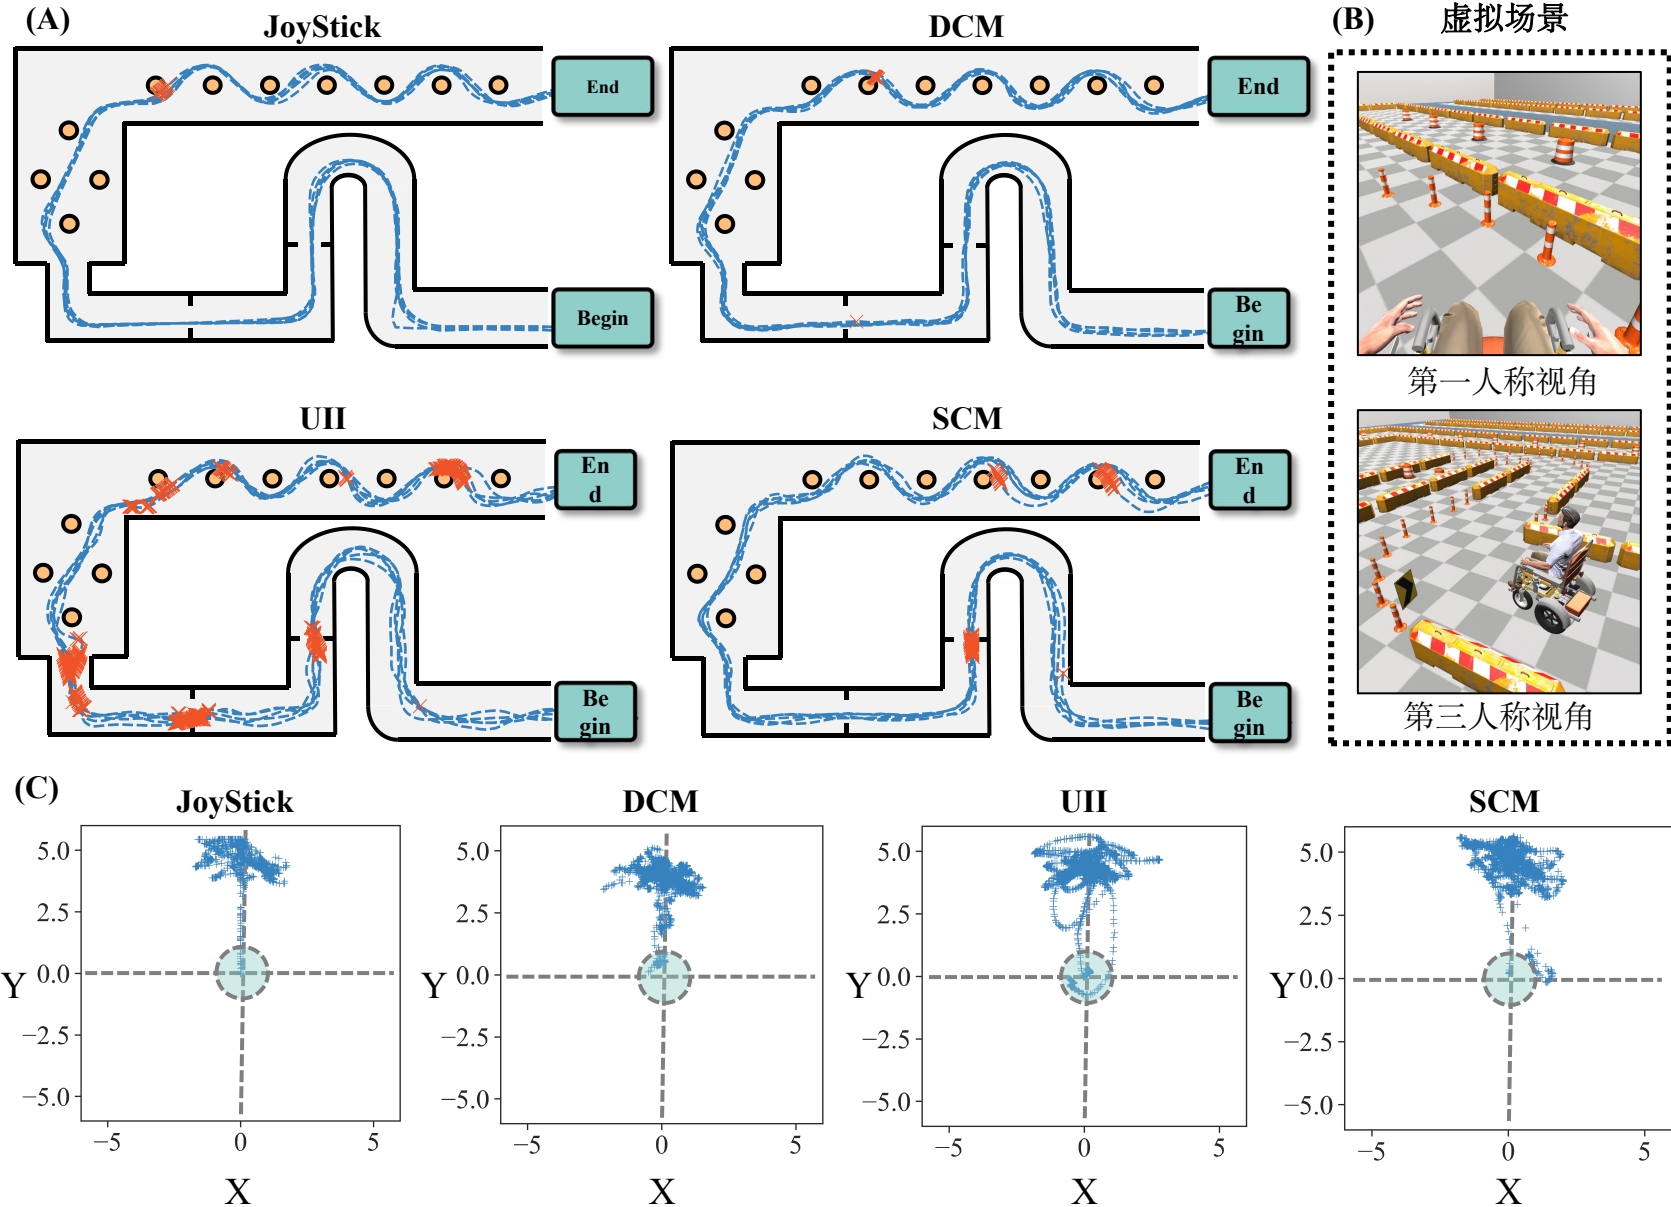 (A)
JoyStick
DCM
(B)
虚拟场景
End
End
Begin
Be
gin
第一人称视角
UII
SCM
En
d
En
d
Be
gin
Be
gin
第三人称视角
(C)
JoyStick
DCM
UII
SCM
5.0
2.5
0.0
−2.5
−5.0
Y
−5
0
5
X
5.0
2.5
0.0
−2.5
−5.0
Y
−5
0
5
X
5.0
2.5
0.0
−2.5
−5.0
Y
−5
0
5
X
5.0
2.5
0.0
−2.5
−5.0
Y
−5
0
5
X